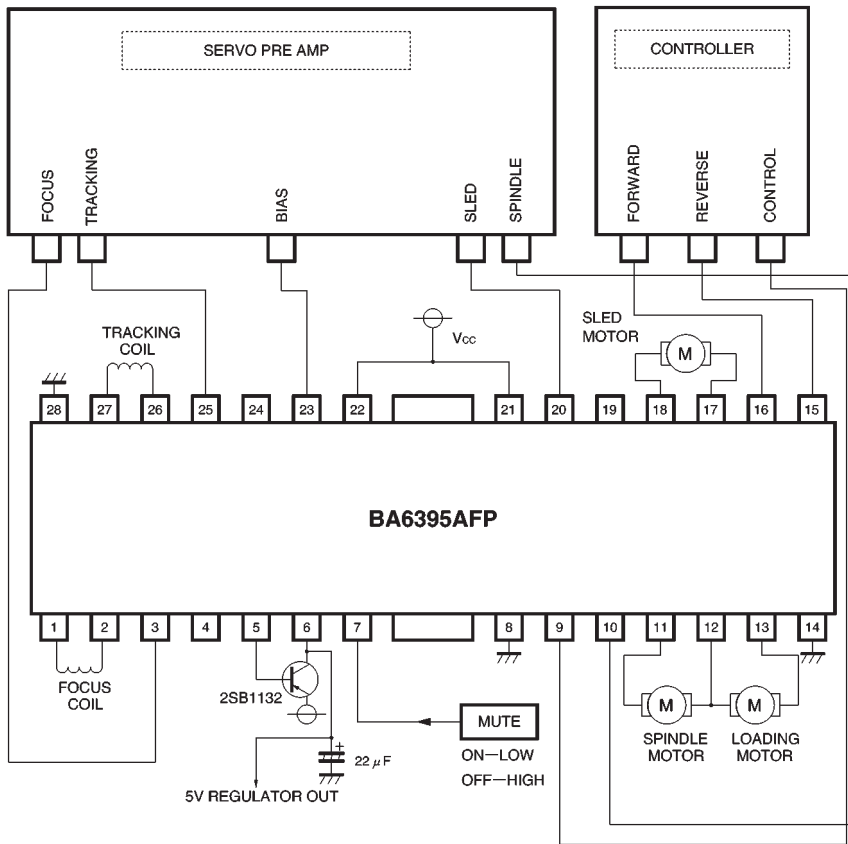 SERVO PRE AMP
CONTROLLER
FOCUS
TRACKING
BIAS
SLED
SPINDLE
FORWARD
REVERSE
CONTROL
TRACKING
COIL
Vcc
SLED
MOTOR
M
28 27 26 25 24 23 22 21 20 19 18 17 16 15
BA6395AFP
1 2 3 4 5 6 7 8 9 10 11 12 13 14
FOCUS
COIL
2SB1132
+
22 μF
5V REGULATOR OUT
MUTE
ON—LOW
OFF—HIGH
M M
SPINDLE
MOTOR
LOADING
MOTOR